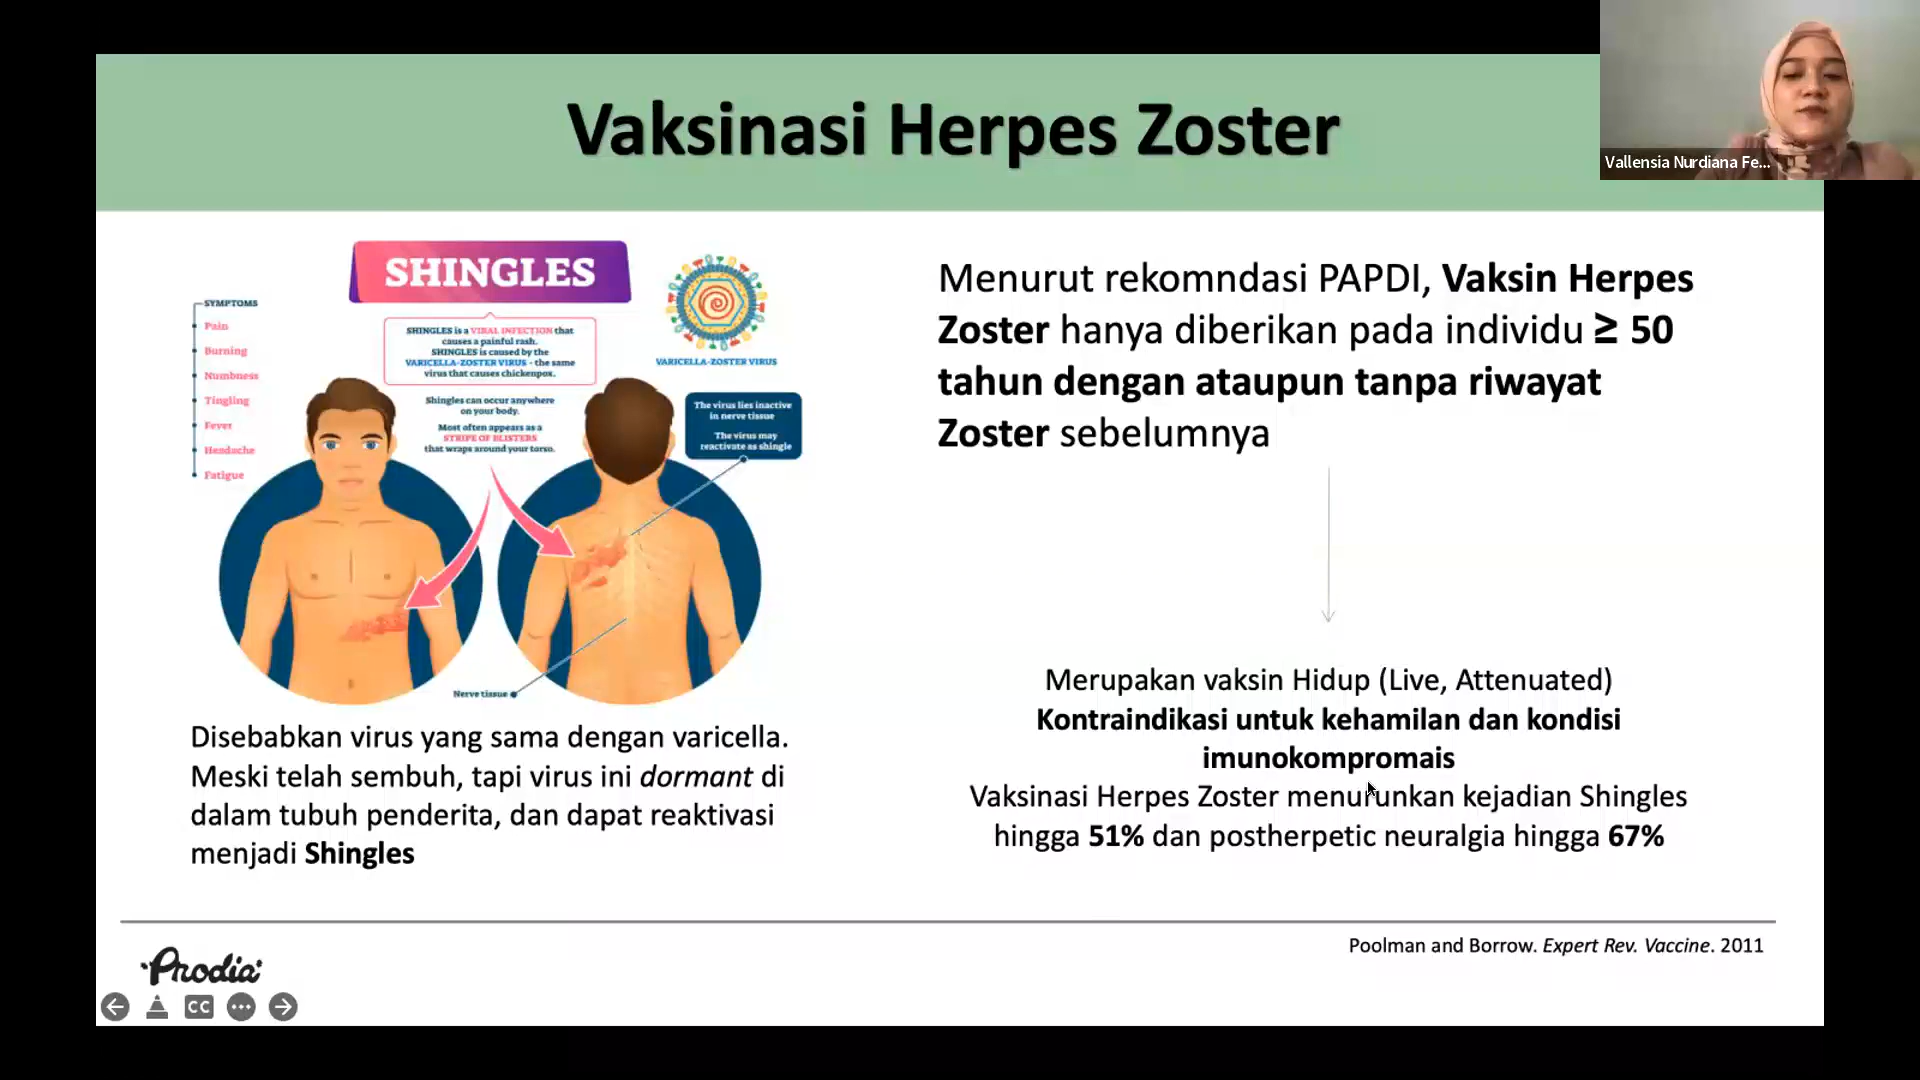 Vaksinasi Herpes Zoster
Vallensia Nurdiana Fe...
SHINGLES
SYMPTOMS
Pain
Burning
Numbness
Tingling
Fever
Headache
Fatigue
SHINGLES is a VIRAL INFECTION that
causes a painful rash.
SHINGLES is caused by the
VARICELLA-ZOSTER VIRUS - the same
virus that causes chickenpox.
Shingles can occur anywhere
on your body.
Most often appears as a
STRIPE OF BLISTERS
that wraps around your torso.
VARICELLA-ZOSTER VIRUS
The virus lies inactive
in nerve tissue
The virus may
reactivate as shingle
Nerve tissue
Disebabkan virus yang sama dengan varicella.
Meski telah sembuh, tapi virus ini dormant di
dalam tubuh penderita, dan dapat reaktivasi
menjadi Shingles
Menurut rekomndasi PAPDI, Vaksin Herpes
Zoster hanya diberikan pada individu ≥ 50
tahun dengan ataupun tanpa riwayat
Zoster sebelumnya
Merupakan vaksin Hidup (Live, Attenuated)
Kontraindikasi untuk kehamilan dan kondisi
imunokompromais
Vaksinasi Herpes Zoster menurunkan kejadian Shingles
hingga 51% dan postherpetic neuralgia hingga 67%
Poolman and Borrow. Expert Rev. Vaccine. 2011
Prodia
CC